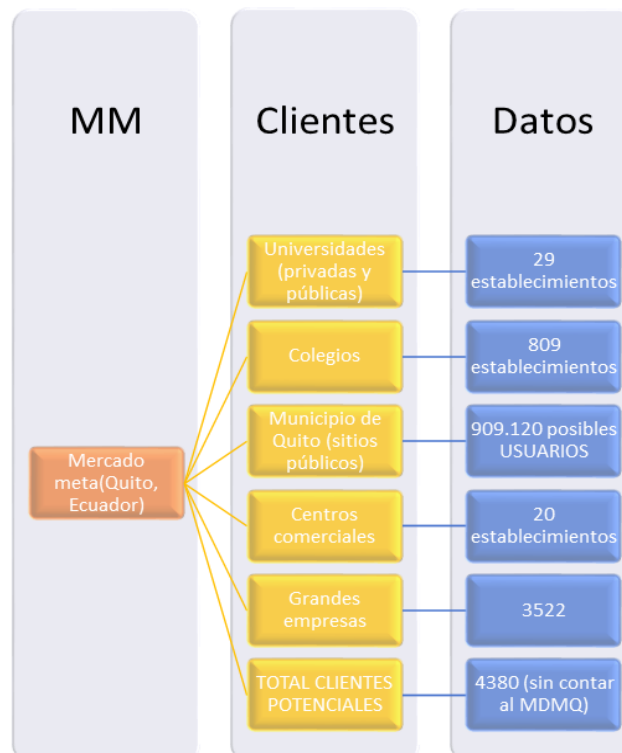 MM
Clientes
Datos
Mercado
meta(Quito,
Ecuador)
Universidades
(privadas y
públicas)
29
establecimientos
Colegios
809
establecimientos
Municipio de
Quito (sitios
públicos)
909.120 posibles
USUARIOS
Centros
comerciales
20
establecimientos
Grandes
empresas
3522
TOTAL CLIENTES
POTENCIALES
4380 (sin contar
al MDMQ)